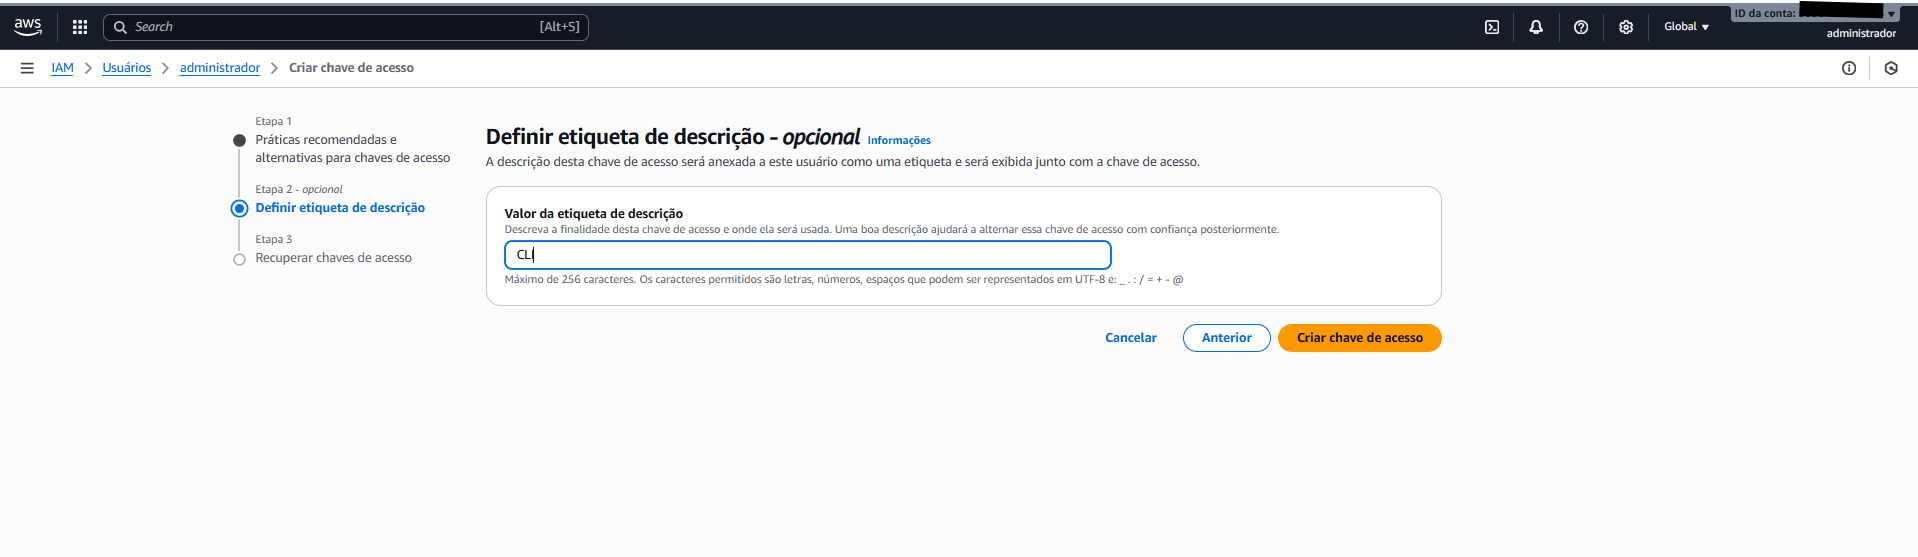 aws
Search [Alt+S]
Global
ID da conta:
administrador
IAM > Usuários > administrador > Criar chave de acesso
Etapa 1
Práticas recomendadas e
alternativas para chaves de acesso
Etapa 2 - opcional
Definir etiqueta de descrição
Etapa 3
Recuperar chaves de acesso
Definir etiqueta de descrição - opcional Informações
A descrição desta chave de acesso será anexada a este usuário como uma etiqueta e será exibida junto com a chave de acesso.
Valor da etiqueta de descrição
Descreva a finalidade desta chave de acesso e onde ela será usada. Uma boa descrição ajudará a alternar essa chave de acesso com confiança posteriormente.
CLI
Máximo de 256 caracteres. Os caracteres permitidos são letras, números, espaços que podem ser representados em UTF-8 e: _ . : / = + - @
Cancelar
Anterior
Criar chave de acesso